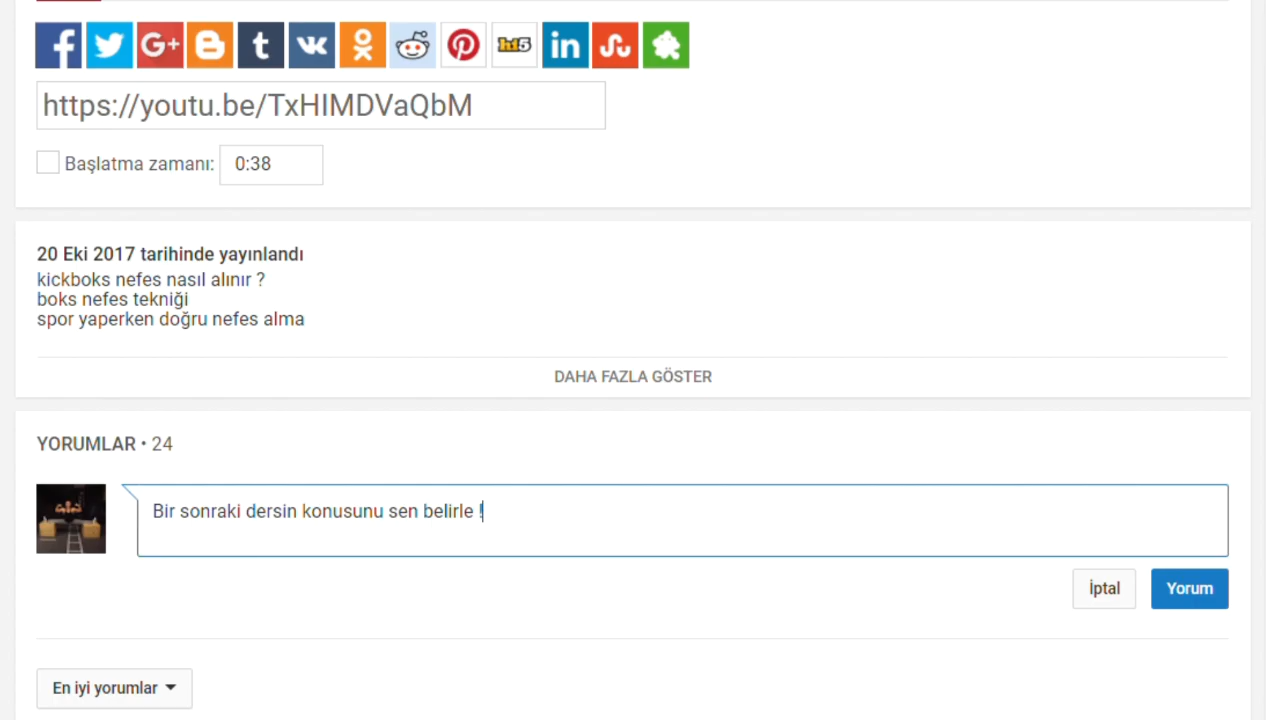 f G+ B t hi5 in
https://youtu.be/TxHIMDVaQbM
Başlatma zamanı: 0:38
20 Eki 2017 tarihinde yayınlandı
kickboks nefes nasıl alınır ?
boks nefes tekniği
spor yaperken doğru nefes alma
DAHA FAZLA GÖSTER
YORUMLAR • 24
Bir sonraki dersin konusunu sen belirle !
İptal Yorum
En iyi yorumlar